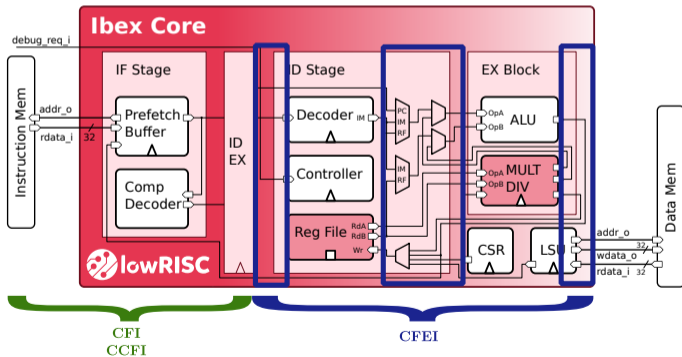 Ibex Core
debug_req_i
IF Stage
ID Stage
EX Block
Instruction Mem
addr_o
rdata_i
32
Prefetch
Buffer
Comp
Decoder
ID
EX
Decoder
IM
Controller
Reg File
RdA
RdB
Wr
PC
IM
RF
IM
RF
OpA
OpB
ALU
OpA
OpB
MULT
DIV
CSR
LSU
Data Mem
addr_o
32
wdata_o
rdata_i
32
lowRISC
CFI
CCFI
CFEI